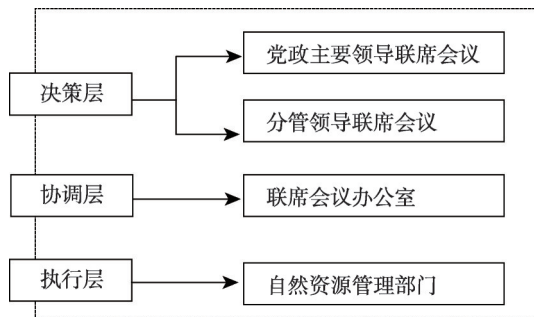 党政主要领导联席会议
决策层
分管领导联席会议
协调层
联席会议办公室
执行层
自然资源管理部门